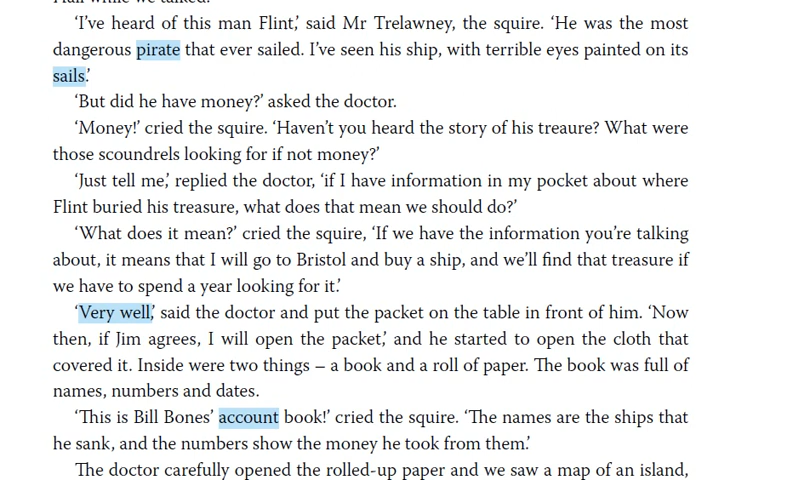 'I've heard of this man Flint,' said Mr Trelawney, the squire. 'He was the most
dangerous pirate that ever sailed. I've seen his ship, with terrible eyes painted on its
sails.'
'But did he have money?' asked the doctor.
'Money!' cried the squire. 'Haven't you heard the story of his treaure? What were
those scoundrels looking for if not money?'
'Just tell me,' replied the doctor, 'if I have information in my pocket about where
Flint buried his treasure, what does that mean we should do?'
'What does it mean?' cried the squire, 'If we have the information you're talking
about, it means that I will go to Bristol and buy a ship, and we'll find that treasure if
we have to spend a year looking for it.'
'Very well,' said the doctor and put the packet on the table in front of him. 'Now
then, if Jim agrees, I will open the packet,' and he started to open the cloth that
covered it. Inside were two things – a book and a roll of paper. The book was full of
names, numbers and dates.
'This is Bill Bones' account book!' cried the squire. 'The names are the ships that
he sank, and the numbers show the money he took from them.'
The doctor carefully opened the rolled-up paper and we saw a map of an island,